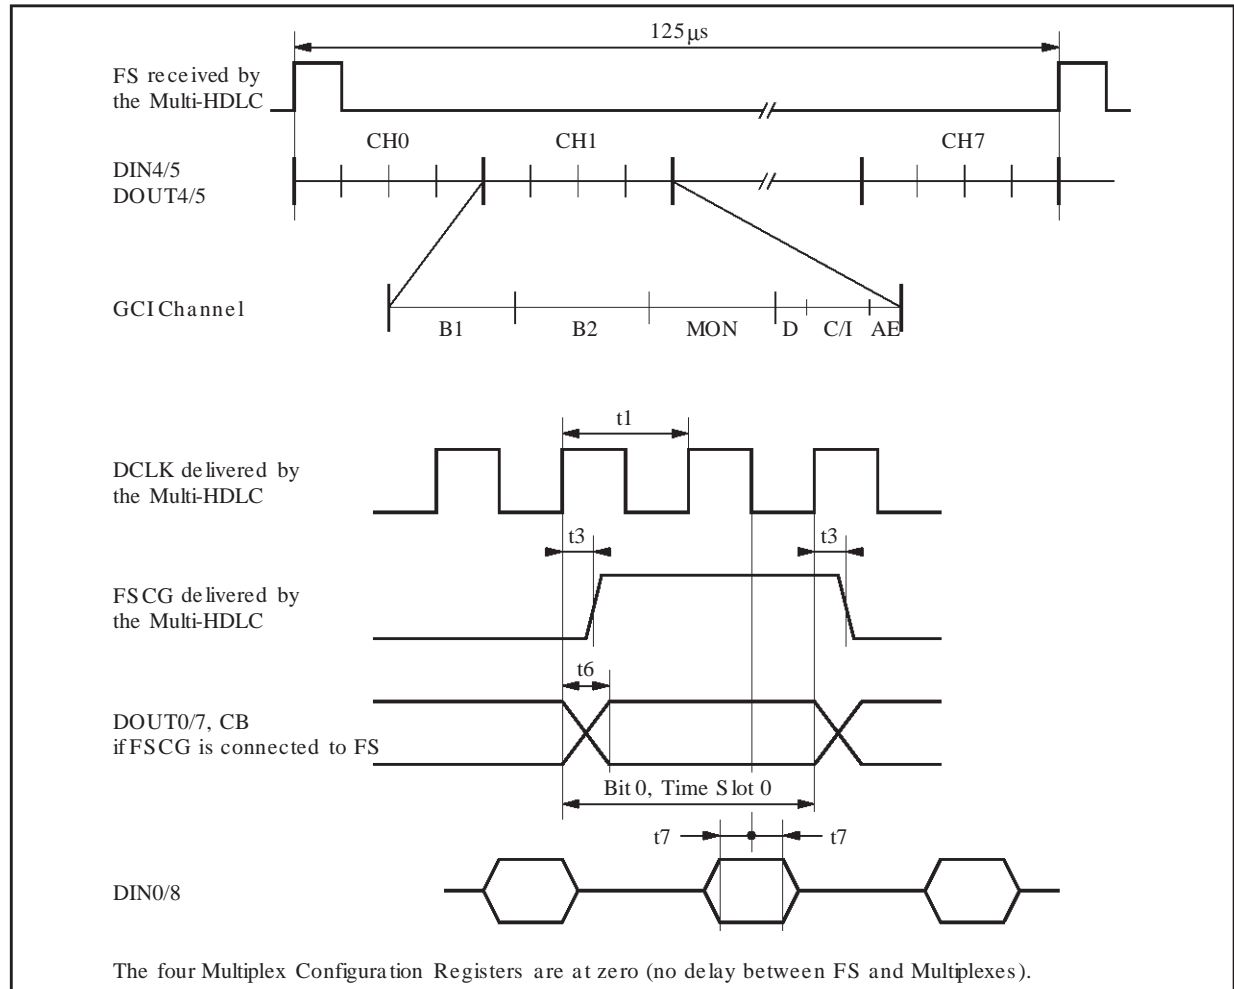 125µs
FS received by
the Multi-HDLC
CH0 CH1 CH7
DIN4/5
DOUT4/5
GCI Channel
B1 B2 MON D C/I AE
t1
DCLK delivered by
the Multi-HDLC
t3 t3
FSCG delivered by
the Multi-HDLC
t6
DOUT0/7, CB
if FSCG is connected to FS
Bit 0, Time Slot 0
t7 t7
DIN0/8
The four Multiplex Configuration Registers are at zero (no delay between FS and Multiplexes).